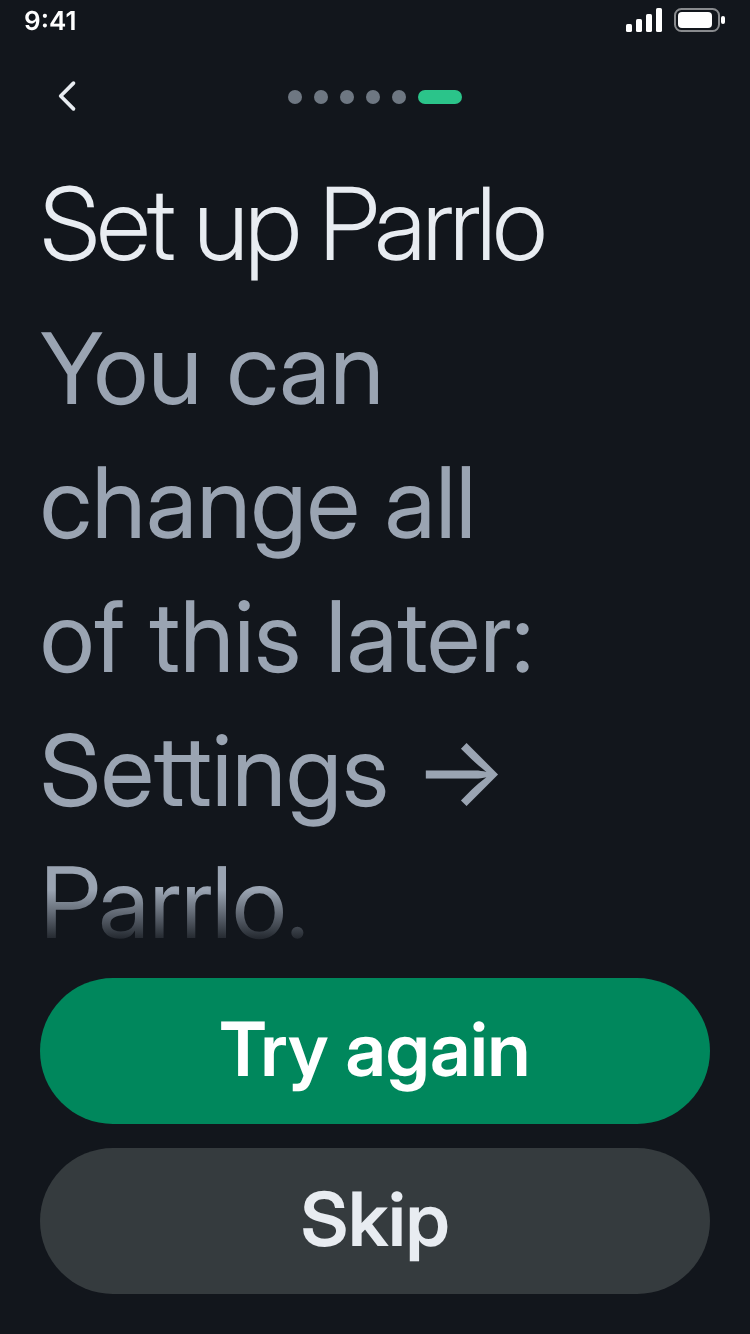 9:41
Set up Parrlo
You can
change all
of this later:
Settings →
Parrlo.
Try again
Skip